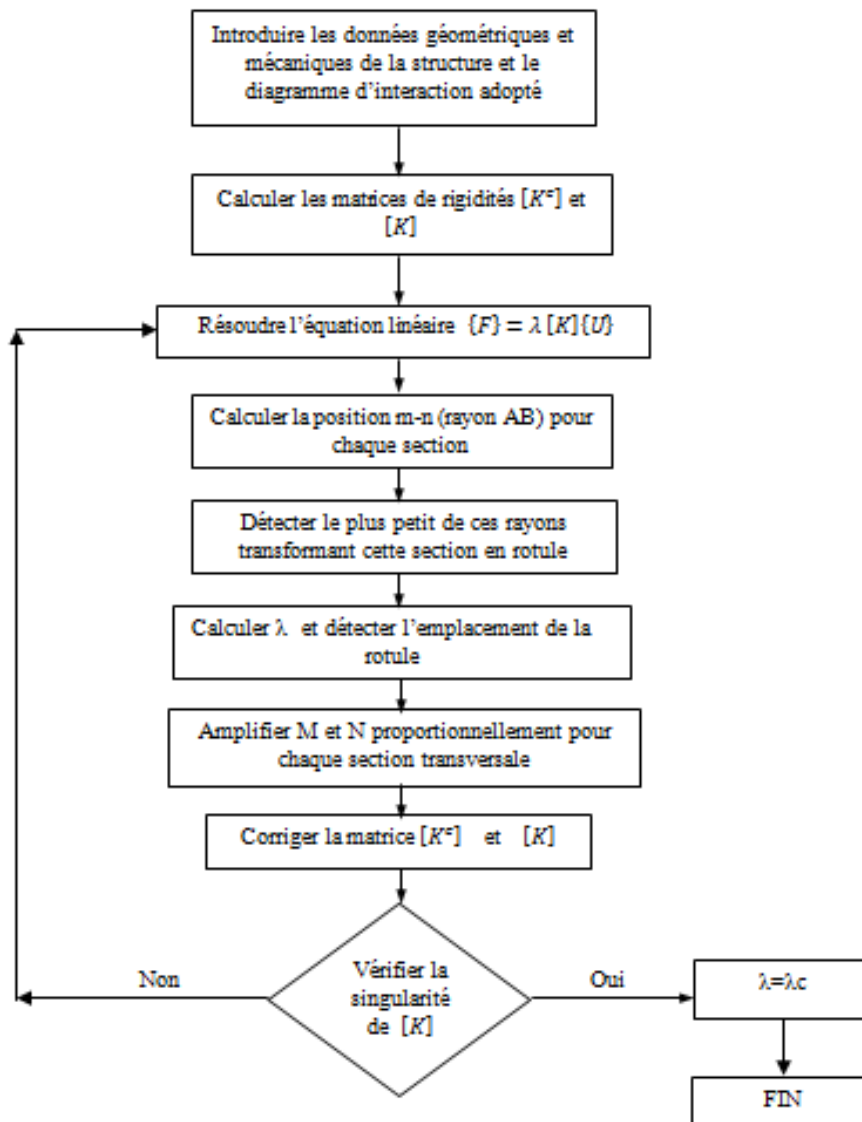 Introduire les données géométriques et
mécaniques de la structure et le
diagramme d'interaction adopté
Calculer les matrices de rigidités [Kᵉ] et
[K]
Résoudre l'équation linéaire {F} = λ [K]{U}
Calculer la position m-n (rayon AB) pour
chaque section
Détecter le plus petit de ces rayons
transformant cette section en rotule
Calculer λ et détecter l'emplacement de la
rotule
Amplifier M et N proportionnellement pour
chaque section transversale
Corriger la matrice [Kᵉ] et [K]
Vérifier la
singularité
de [K]
Non
Oui
λ=λc
FIN